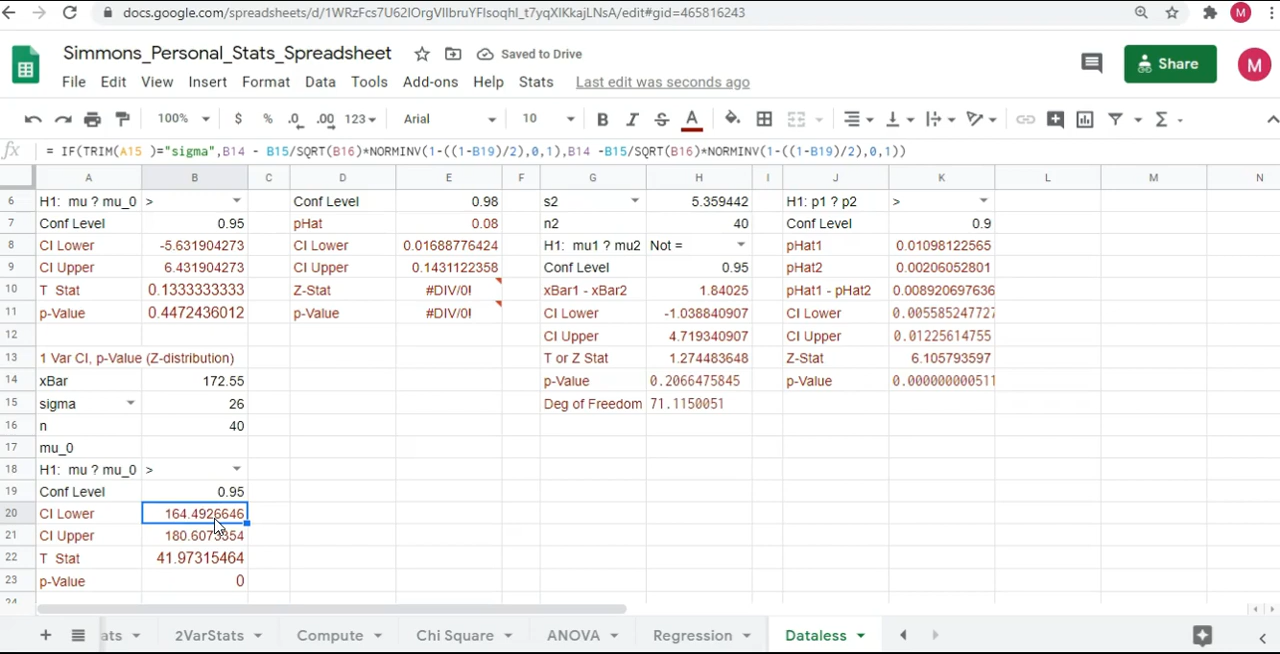 docs.google.com/spreadsheets/d/1WRzFcs7U62IOrgVIlbruYFlsoqhI_t7yqXIKkajLNsA/edit#gid=465816243
M
Simmons_Personal_Stats_Spreadsheet Saved to Drive
File Edit View Insert Format Data Tools Add-ons Help Stats Last edit was seconds ago
Share
M
100% $ % .0 .00 123 Arial 10 B I S A Σ
fx = IF(TRIM(A15 )="sigma",B14 - B15/SQRT(B16)*NORMINV(1-((1-B19)/2),0,1),B14 -B15/SQRT(B16)*NORMINV(1-((1-B19)/2),0,1))
A B C D E F G H I J K L M N
6 H1: mu ? mu_0 > Conf Level 0.98 s2 5.359442 H1: p1 ? p2 >
7 Conf Level 0.95 pHat 0.08 n2 40 Conf Level 0.9
8 CI Lower -5.631904273 CI Lower 0.01688776424 H1: mu1 ? mu2 Not = pHat1 0.01098122565
9 CI Upper 6.431904273 CI Upper 0.1431122358 Conf Level 0.95 pHat2 0.00206052801
10 T Stat 0.1333333333 Z-Stat #DIV/0! xBar1 - xBar2 1.84025 pHat1 - pHat2 0.008920697636
11 p-Value 0.4472436012 p-Value #DIV/0! CI Lower -1.038840907 CI Lower 0.005585247727
12 CI Upper 4.719340907 CI Upper 0.01225614755
13 1 Var CI, p-Value (Z-distribution) T or Z Stat 1.274483648 Z-Stat 6.105793597
14 xBar 172.55 p-Value 0.2066475845 p-Value 0.000000000511
15 sigma 26 Deg of Freedom 71.1150051
16 n 40
17 mu_0
18 H1: mu ? mu_0 >
19 Conf Level 0.95
20 CI Lower 164.4926646
21 CI Upper 180.6073354
22 T Stat 41.97315464
23 p-Value 0
24
ats 2VarStats Compute Chi Square ANOVA Regression Dataless